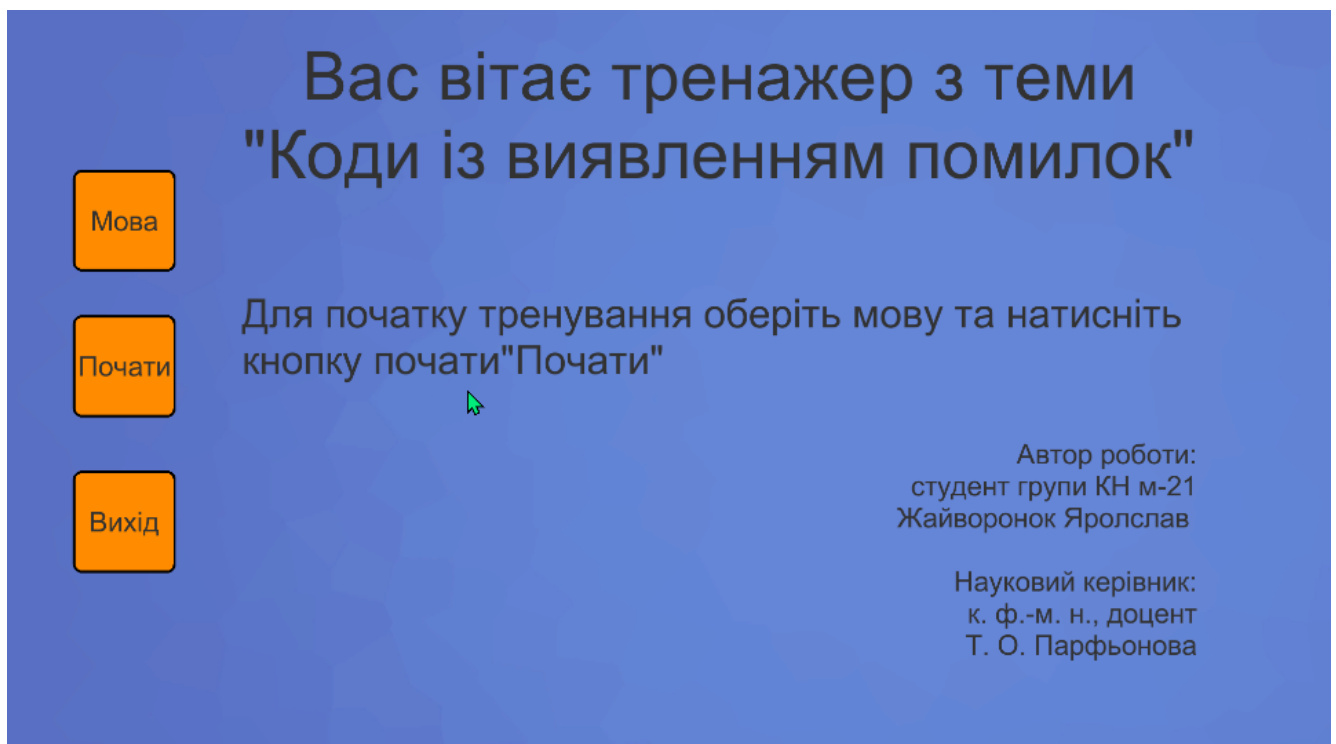 Вас вітає тренажер з теми
"Коди із виявленням помилок"
Мова
Для початку тренування оберіть мову та натисніть
кнопку почати"Почати"
Почати
Автор роботи:
студент групи КН м-21
Жайворонок Яролслав
Вихід
Науковий керівник:
к. ф.-м. н., доцент
Т. О. Парфьонова